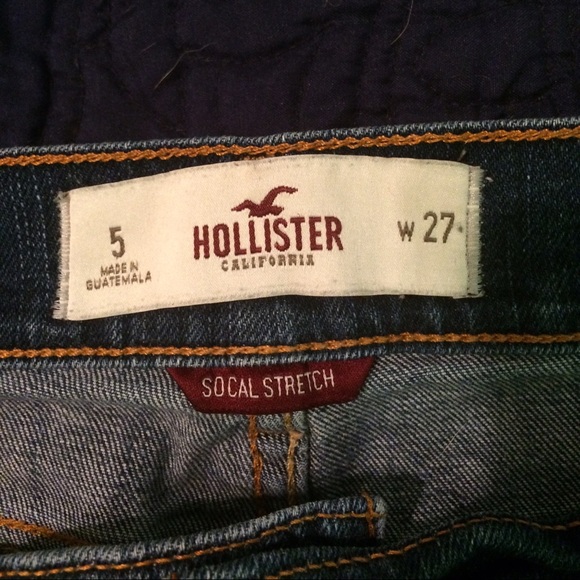 5
MADE IN
GUATEMALA
HOLLISTER
CALIFORNIA
W 27
SOCAL STRETCH